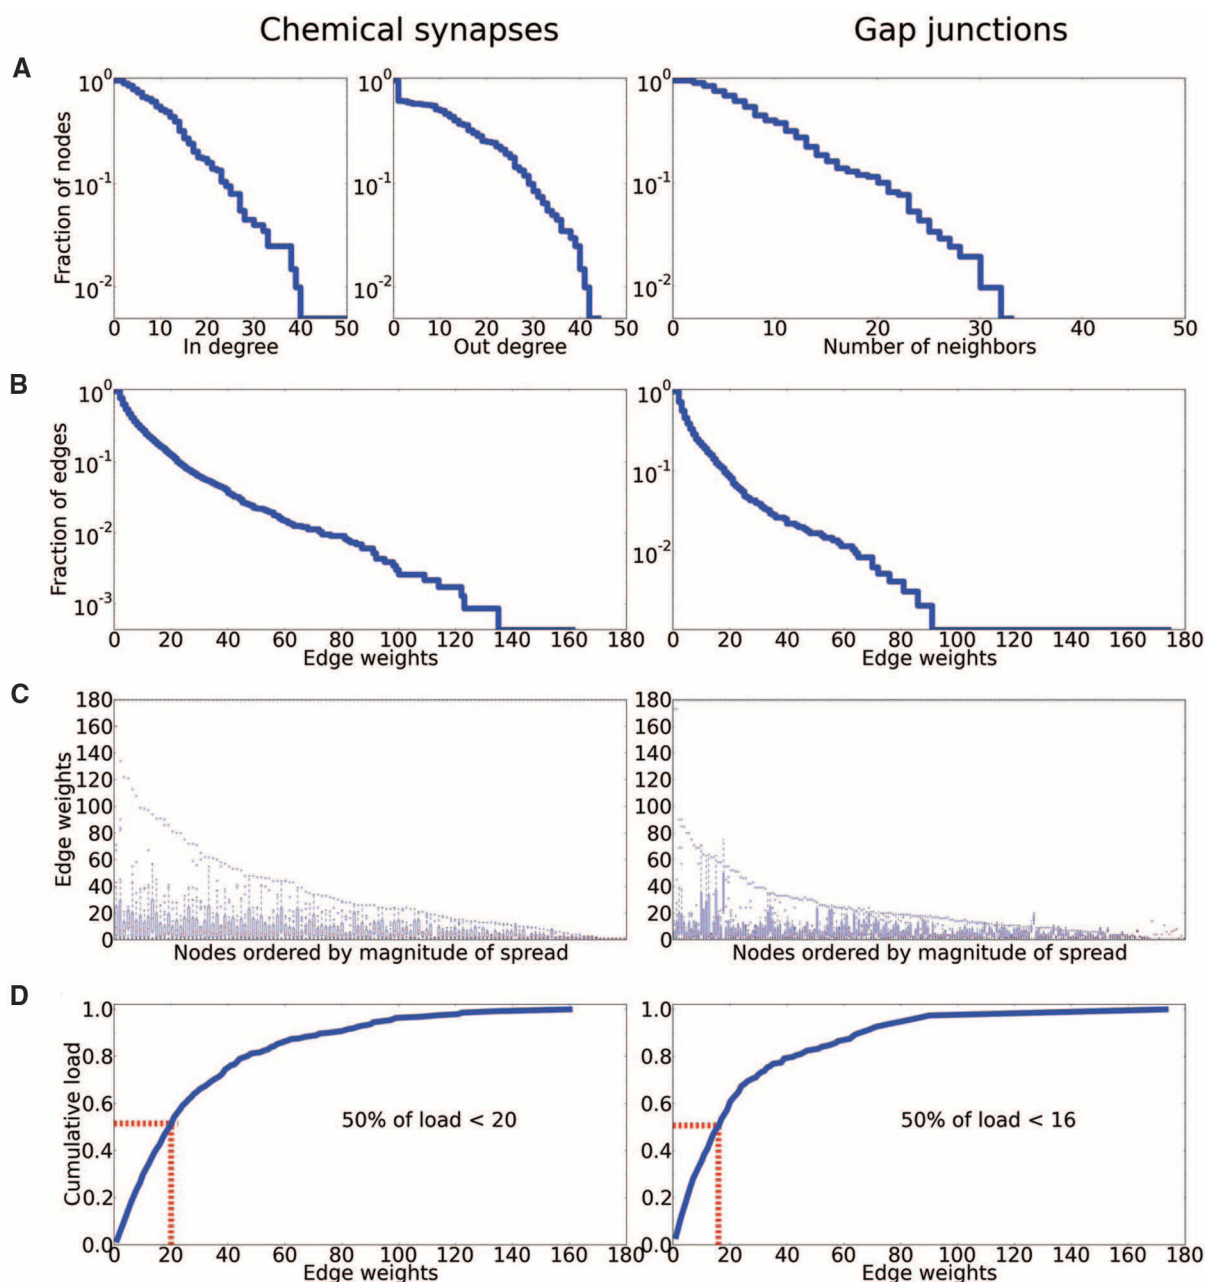 Chemical synapses Gap junctions
A
10^0 10^0 10^0
10^-1 10^-1 10^-1
10^-2 10^-2 10^-2
Fraction of nodes
0 10 20 30 40 50 0 10 20 30 40 50 0 10 20 30 40 50
In degree Out degree Number of neighbors
B
10^0 10^0
10^-1 10^-1
10^-2 10^-2
10^-3
Fraction of edges
0 20 40 60 80 100 120 140 160 180 0 20 40 60 80 100 120 140 160 180
Edge weights Edge weights
C
180 180
160 160
140 140
120 120
100 100
80 80
60 60
40 40
20 20
0 0
Edge weights
Nodes ordered by magnitude of spread Nodes ordered by magnitude of spread
D
1.0 1.0
0.8 0.8
0.6 0.6
50% of load < 20 50% of load < 16
0.4 0.4
0.2 0.2
0.0 0.0
Cumulative load
0 20 40 60 80 100 120 140 160 180 0 20 40 60 80 100 120 140 160 180
Edge weights Edge weights